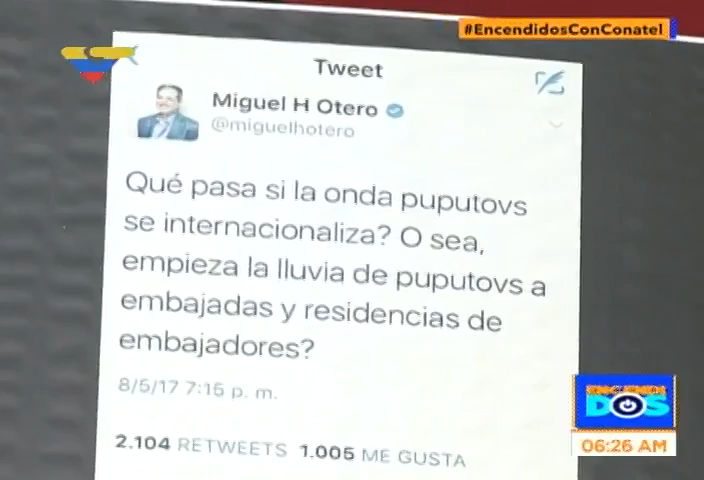 #EncendidosConConatel
Tweet
Miguel H Otero
@miguelhotero
Qué pasa si la onda puputovs
se internacionaliza? O sea,
empieza la lluvia de puputovs a
embajadas y residencias de
embajadores?
8/5/17 7:15 p. m.
2.104 RETWEETS 1.005 ME GUSTA
ENCENDI
DOS
06:26 AM